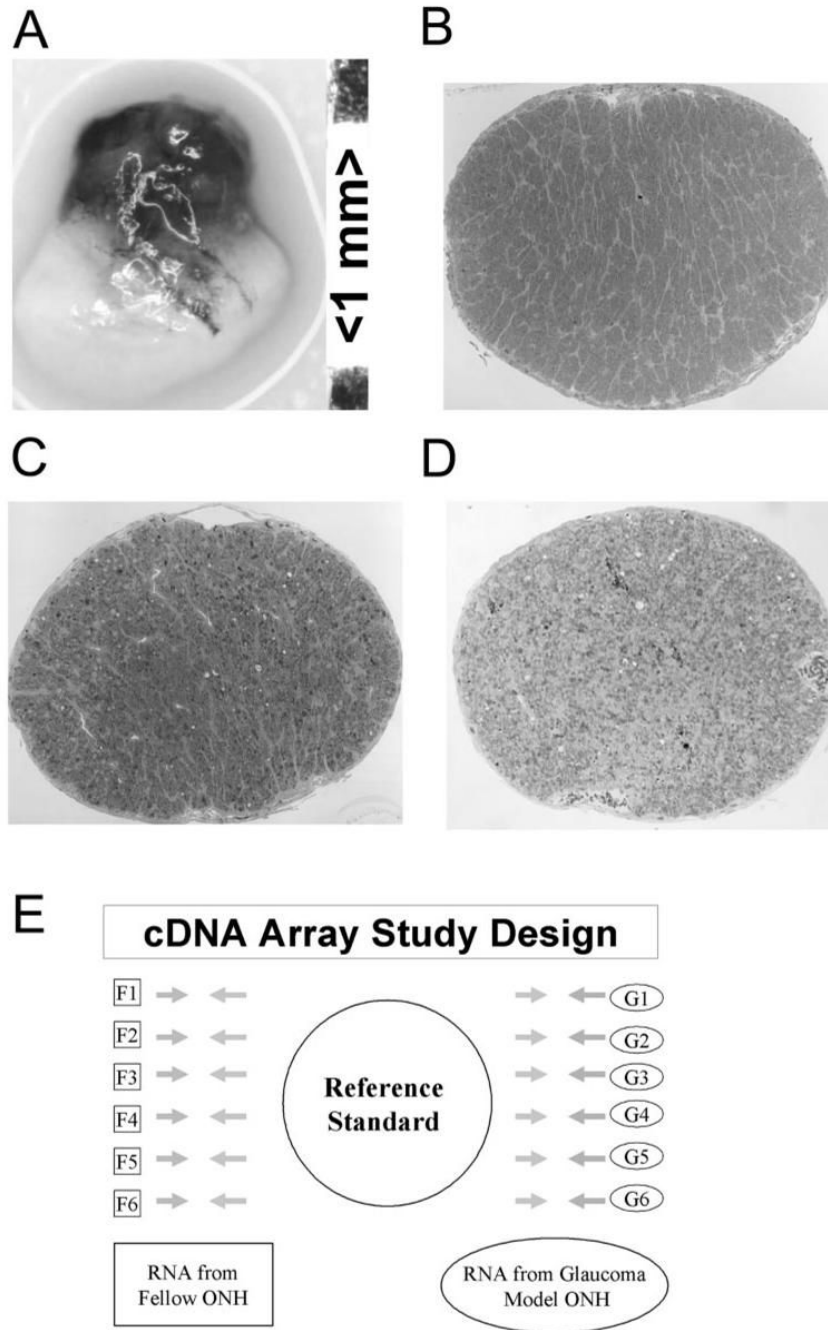 A
B
<1 mm>
C
D
E
cDNA Array Study Design
F1
G1
F2
G2
F3
G3
F4
G4
F5
G5
F6
G6
Reference
Standard
RNA from
Fellow ONH
RNA from Glaucoma
Model ONH